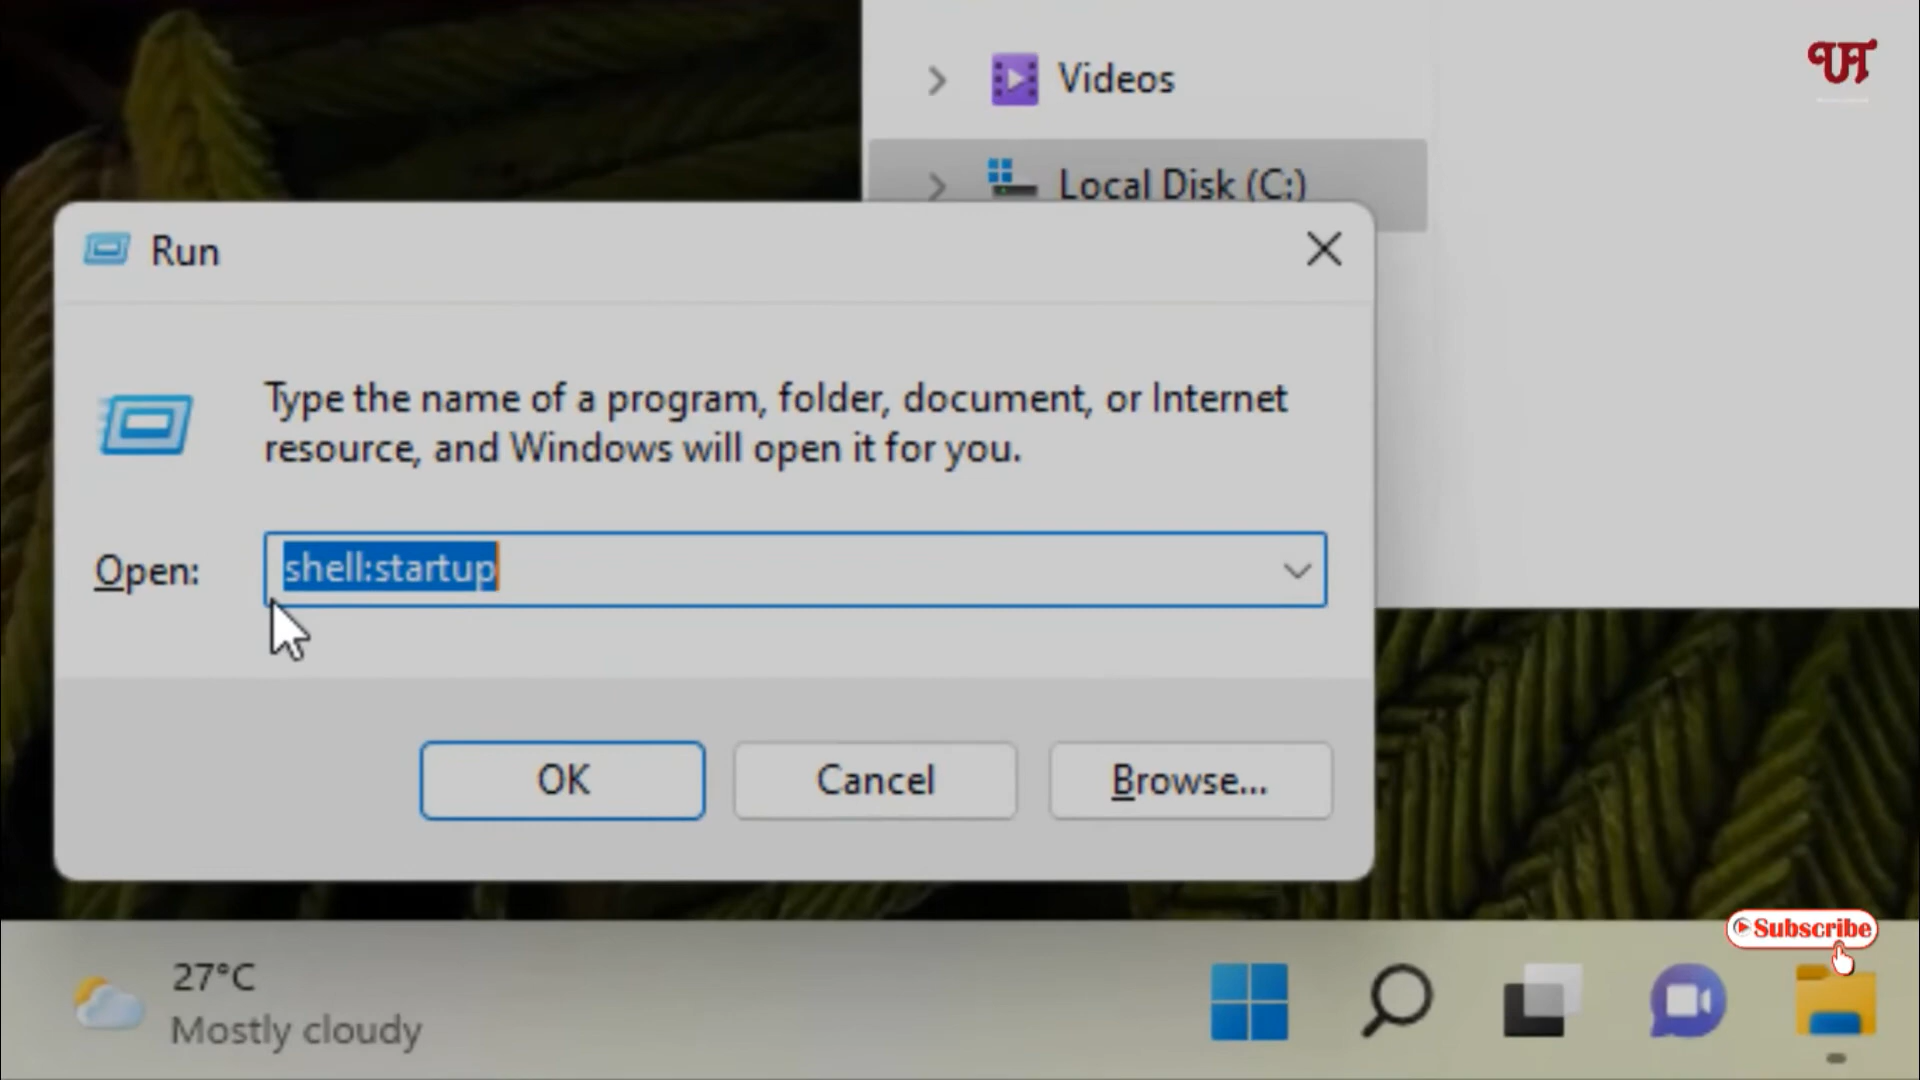 Videos
UT
Local Disk (C:)
Run
Type the name of a program, folder, document, or Internet
resource, and Windows will open it for you.
Open:
shell:startup
OK
Cancel
Browse...
Subscribe
27°C
Mostly cloudy